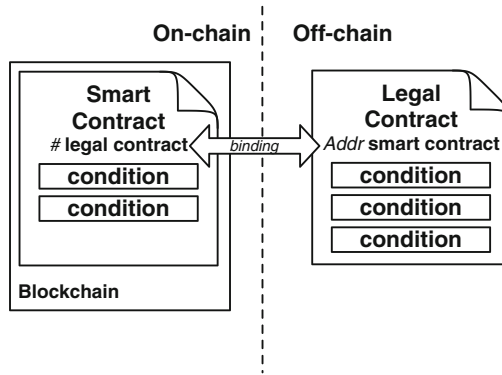 On-chain
Off-chain
Smart
Contract
# legal contract
condition
condition
Blockchain
binding
Legal
Contract
Addr smart contract
condition
condition
condition